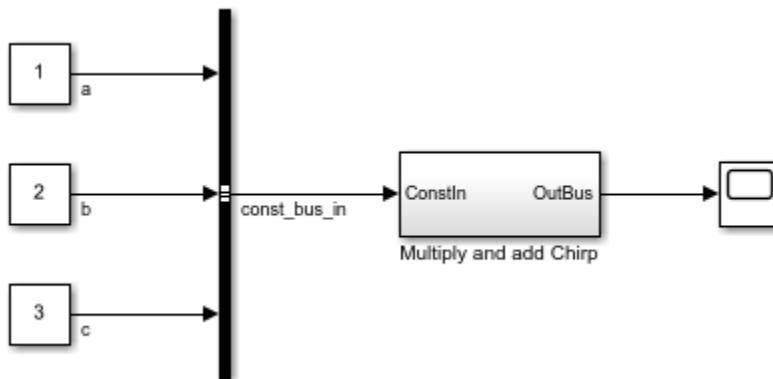 1
a
2
b
const_bus_in
ConstIn OutBus
Multiply and add Chirp
3
c